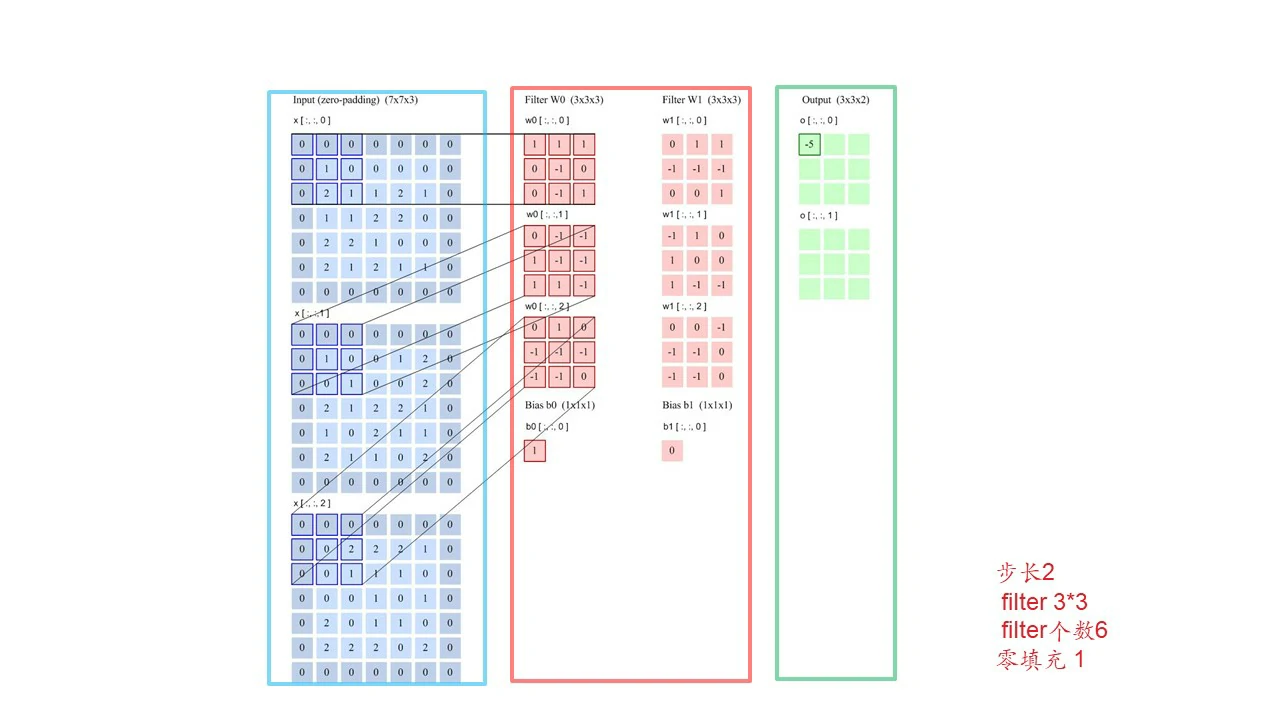 Input (zero-padding) (7x7x3)
x [ :, :, 0 ]
0 0 0 0 0 0 0
0 1 0 0 0 0 0
0 2 1 1 2 1 0
0 1 1 2 2 0 0
0 2 2 1 0 0 0
0 2 1 2 1 1 0
0 0 0 0 0 0 0
x [ :, :,1 ]
0 0 0 0 0 0 0
0 1 0 0 1 2 0
0 0 1 0 0 2 0
0 2 1 2 2 1 0
0 1 0 2 1 1 0
0 2 1 1 0 2 0
0 0 0 0 0 0 0
x [ :, :, 2 ]
0 0 0 0 0 0 0
0 0 2 2 2 1 0
0 0 1 1 1 0 0
0 0 0 1 0 1 0
0 2 0 1 1 0 0
0 2 2 2 0 2 0
0 0 0 0 0 0 0
Filter W0 (3x3x3)
w0 [ :, :, 0 ]
1 1 1
0 -1 0
0 -1 1
w0 [ :, :,1 ]
0 -1 -1
1 -1 -1
1 1 -1
w0 [ :, :, 2 ]
0 1 0
-1 -1 -1
-1 -1 0
Bias b0 (1x1x1)
b0 [ :, :, 0 ]
1
Filter W1 (3x3x3)
w1 [ :, :, 0 ]
0 1 1
-1 -1 -1
0 0 1
w1 [ :, :, 1 ]
-1 1 0
1 0 0
1 -1 -1
w1 [ :, :, 2 ]
0 0 -1
-1 -1 0
-1 -1 0
Bias b1 (1x1x1)
b1 [ :, :, 0 ]
0
Output (3x3x2)
o [ :, :, 0 ]
-5
o [ :, :, 1 ]
步长2
filter 3*3
filter个数6
零填充 1